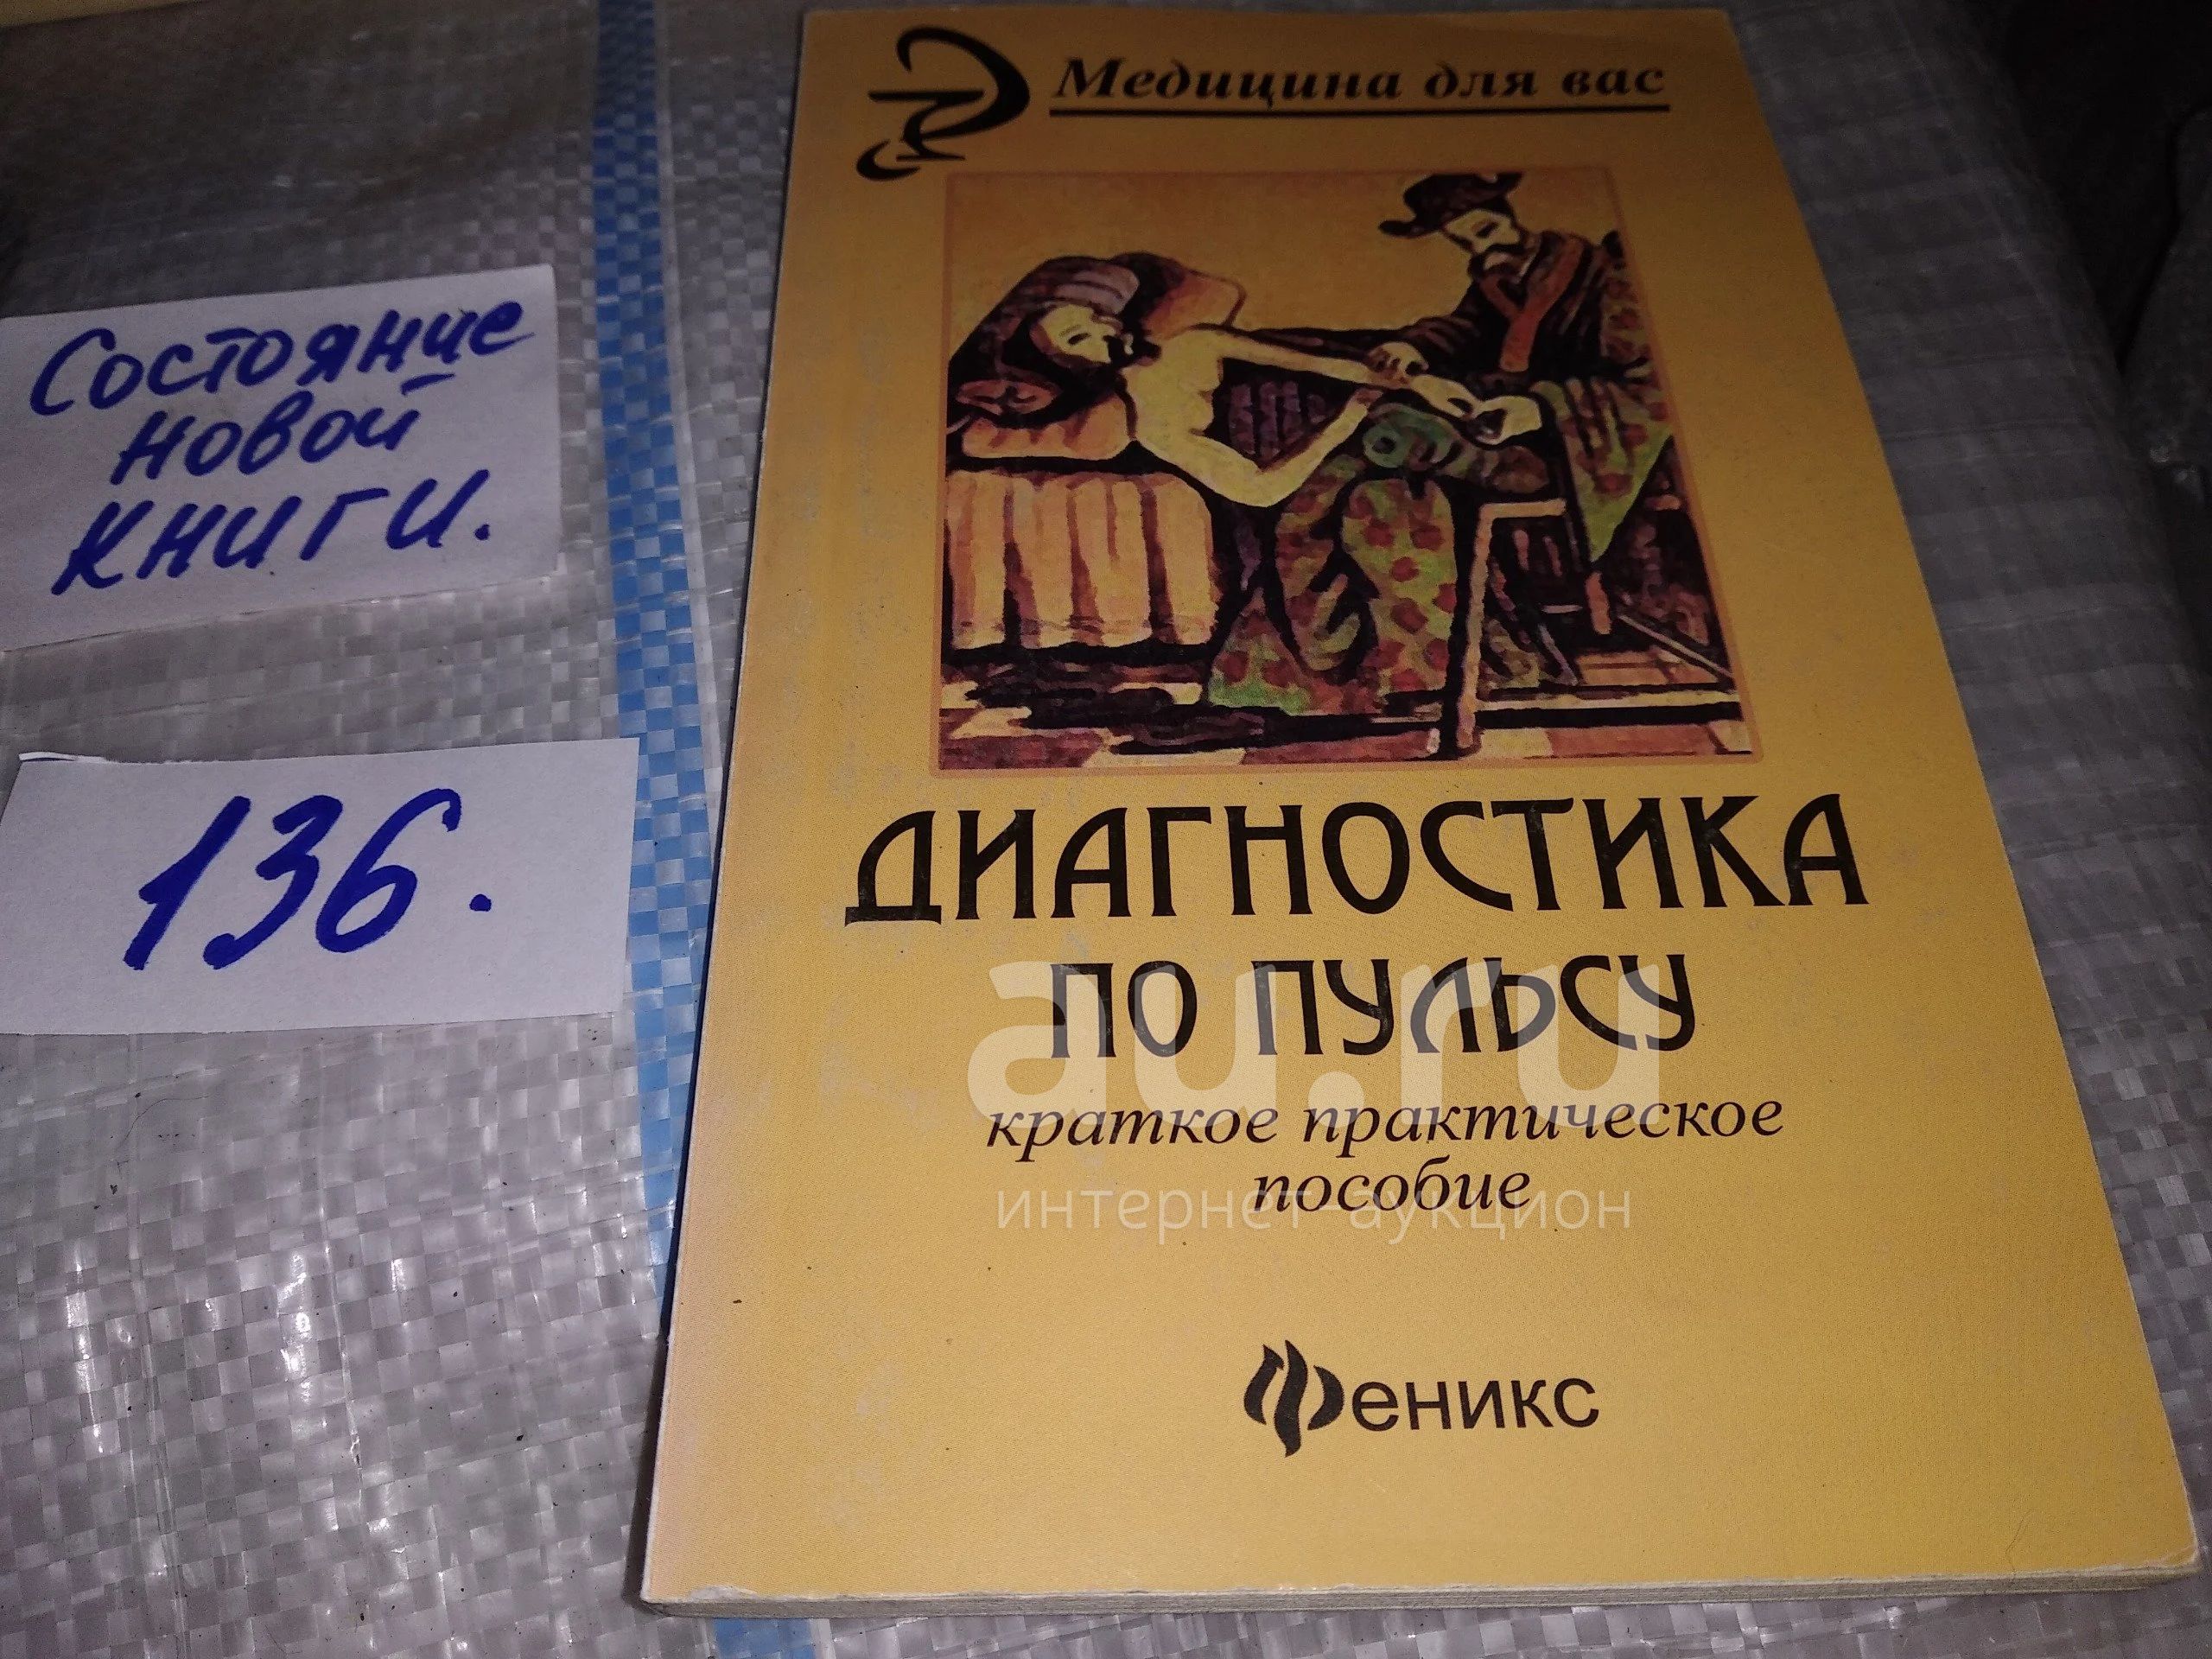 Медицина для вас
Состояние
новой
книги.
136.
ДИАГНОСТИКА
ПО ПУЛЬСУ
au.ru
краткое практическое
пособие
интернет-аукцион
Феникс